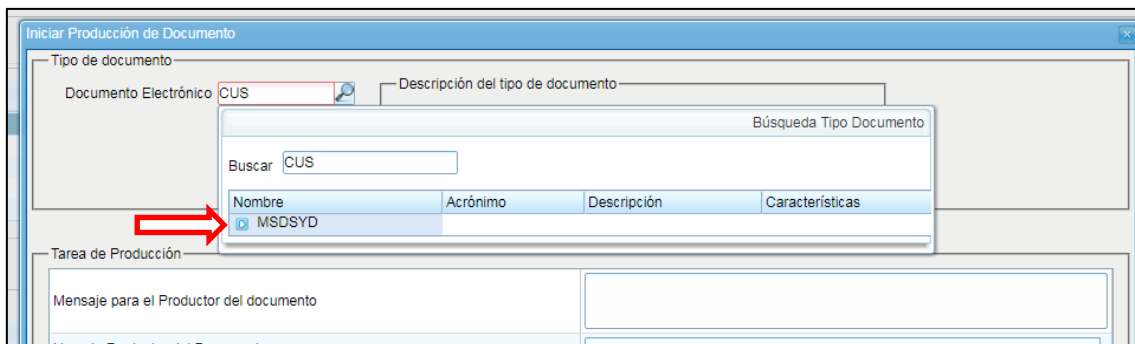 Iniciar Producción de Documento
Tipo de documento
Documento Electrónico CUS
Descripción del tipo de documento
Búsqueda Tipo Documento
Buscar CUS
Nombre Acrónimo Descripción Características
MSDSYD
Tarea de Producción
Mensaje para el Productor del documento